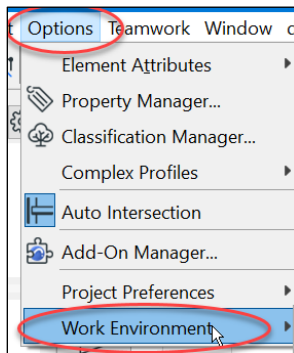 Options Teamwork Window
Element Attributes
Property Manager...
Classification Manager...
Complex Profiles
Auto Intersection
Add-On Manager...
Project Preferences
Work Environment